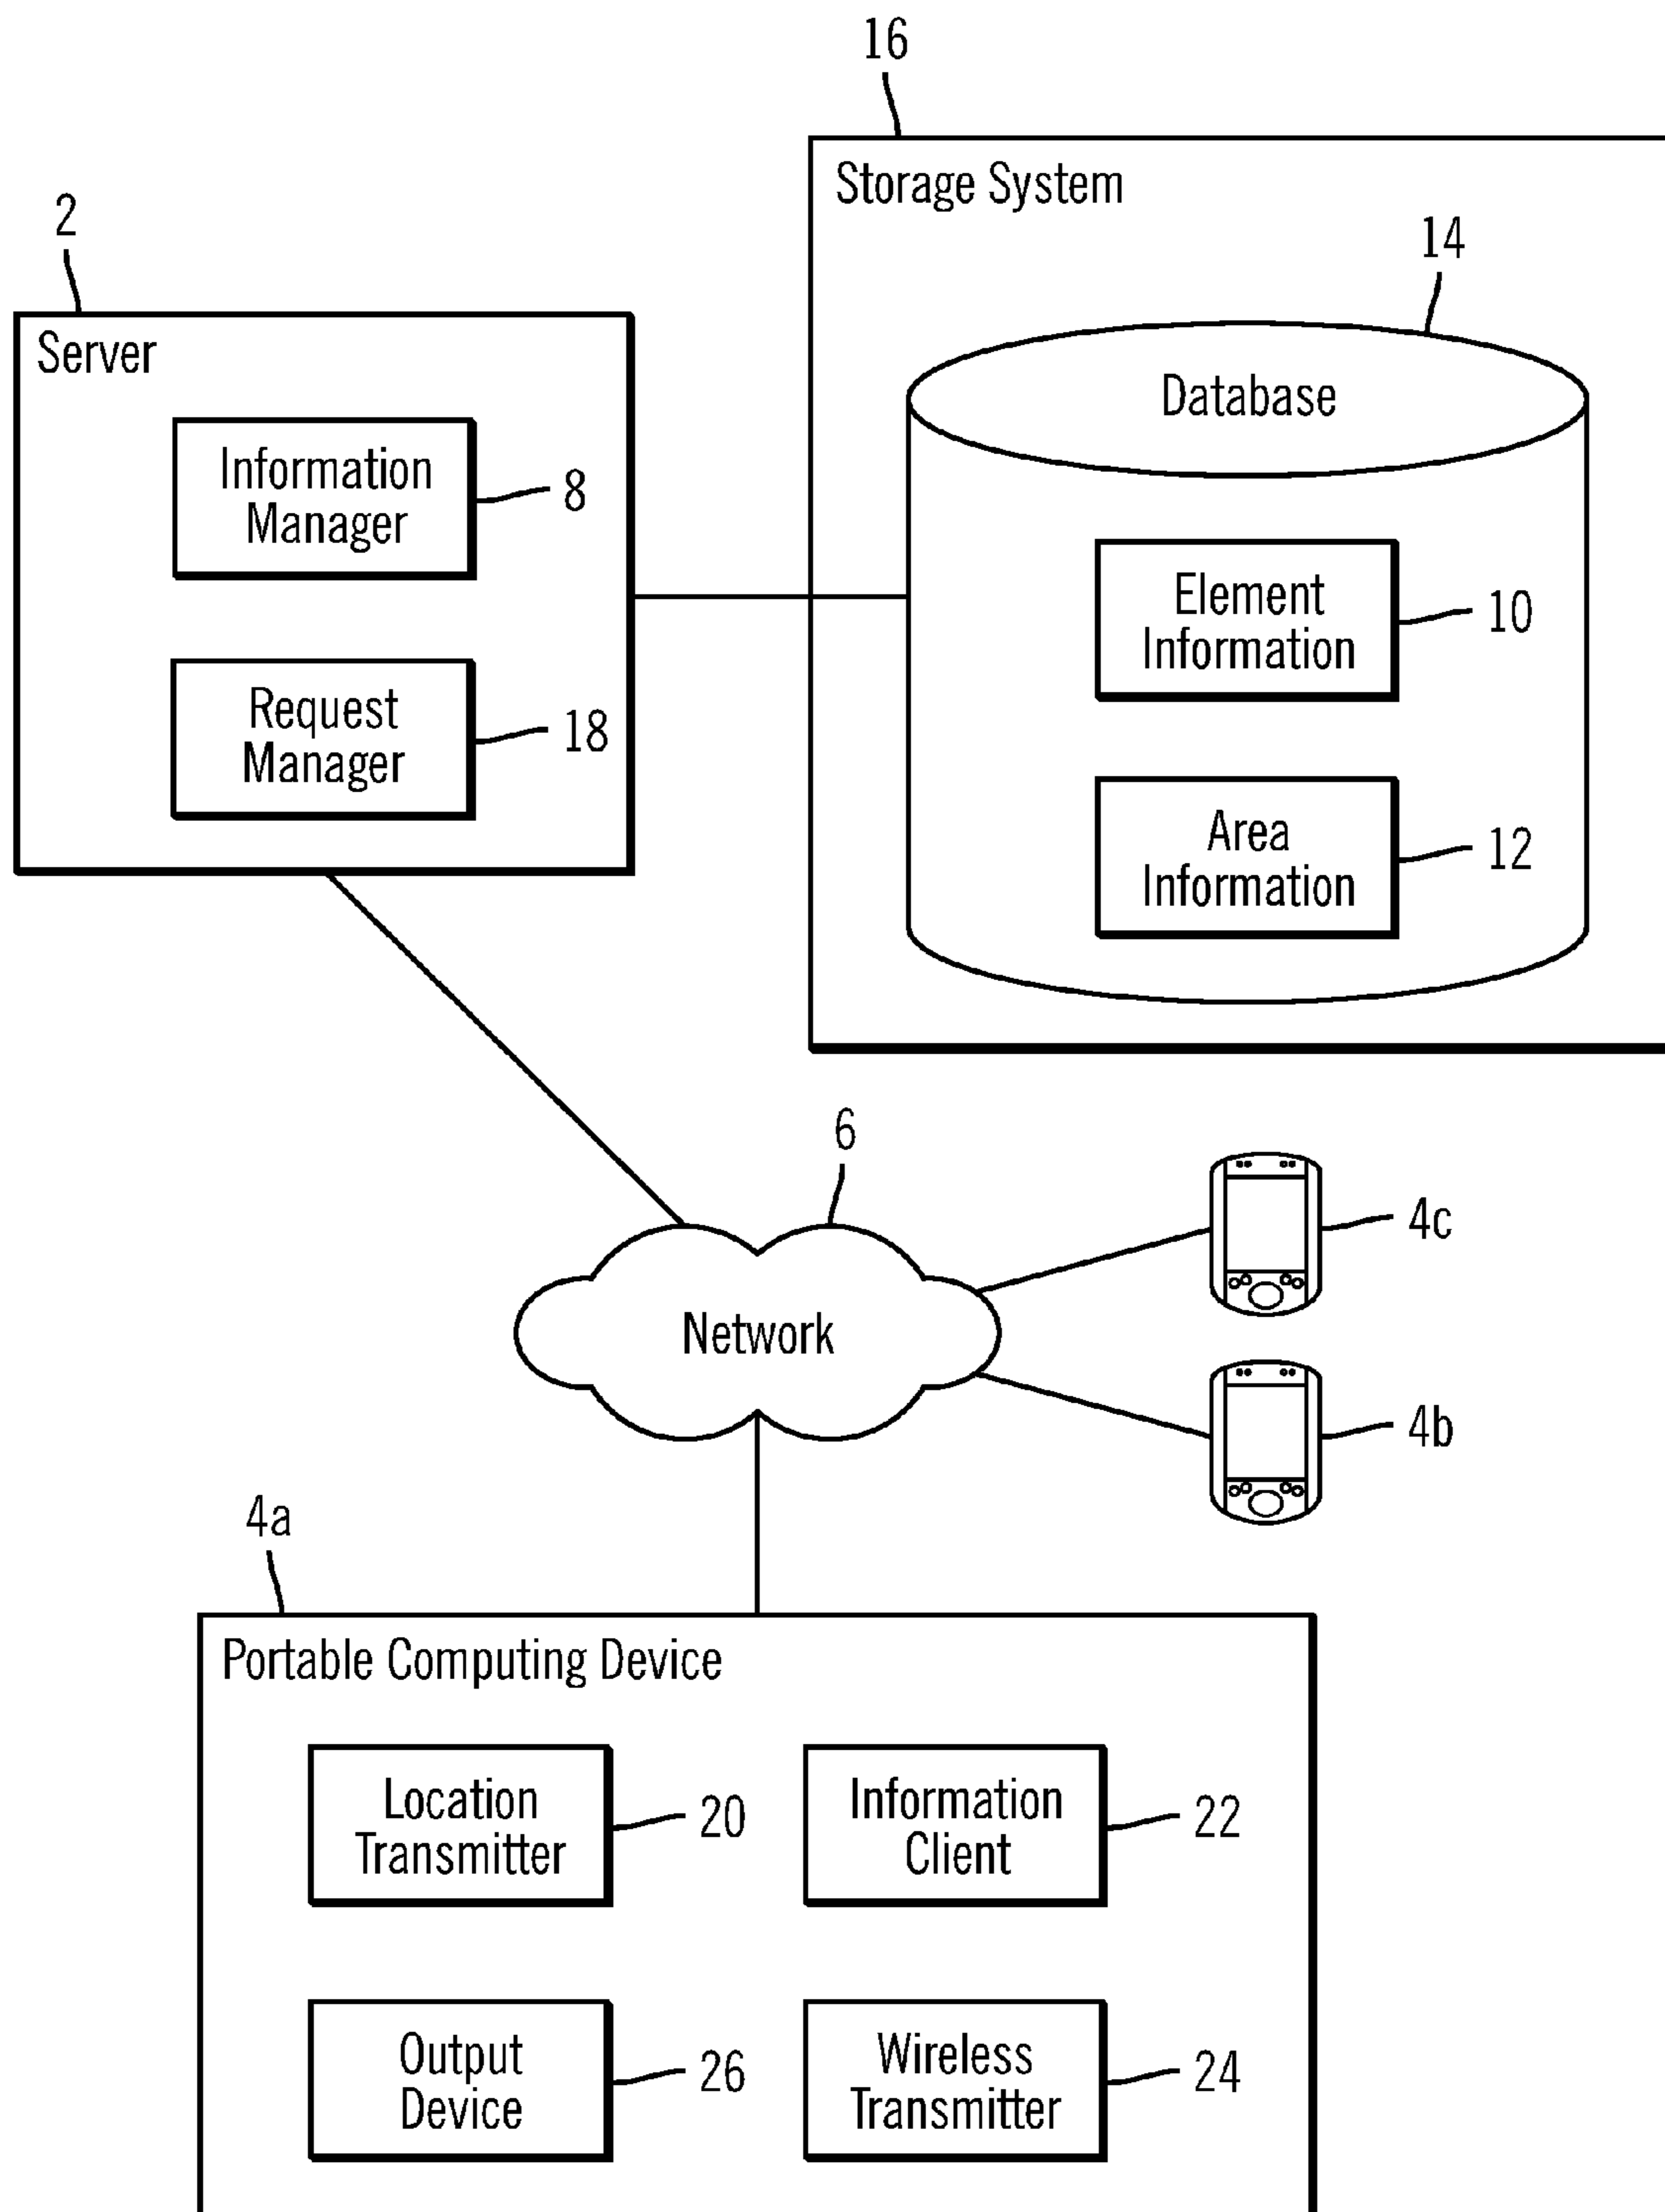 16
Storage System
2
14
Server
Database
Information
Manager
8
Element
Information
10
Request
Manager
18
Area
Information
12
6
4c
Network
4b
4a
Portable Computing Device
Location
Transmitter
20
Information
Client
22
Output
Device
26
Wireless
Transmitter
24